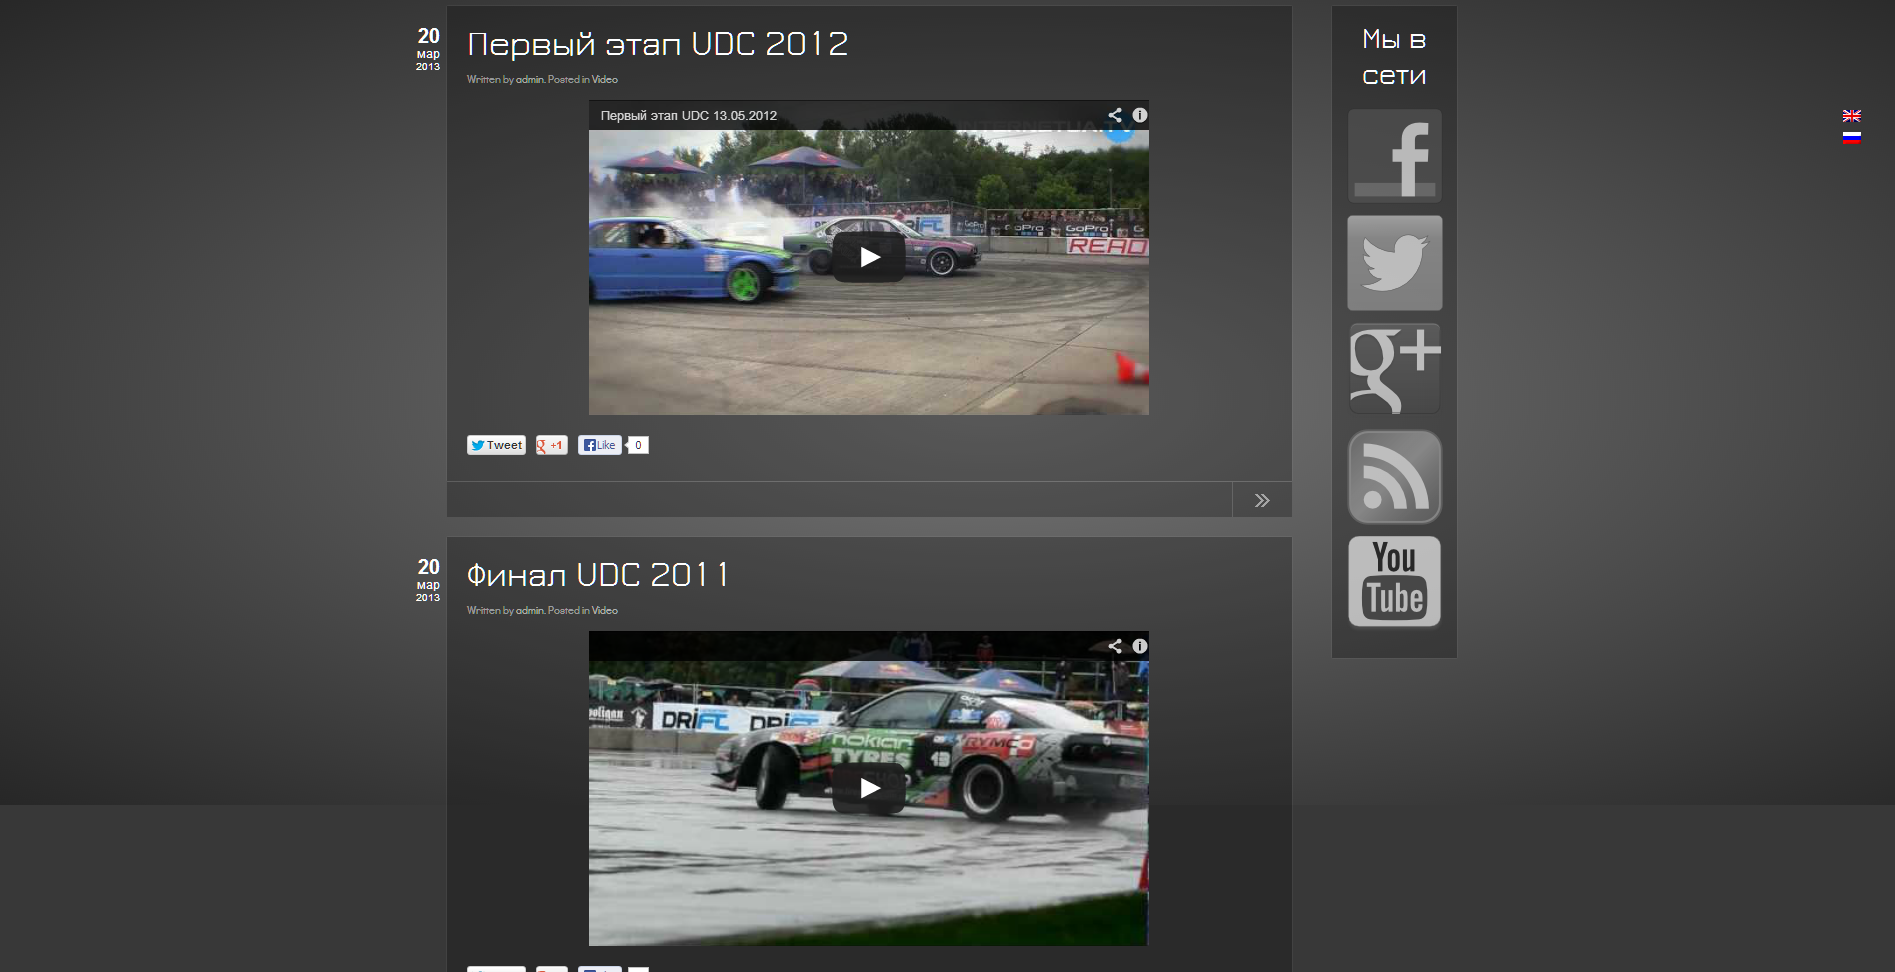 20
мар
2013
Первый этап UDC 2012
Written by admin. Posted in Video
Первый этап UDC 13.05.2012
INTERNETUA.TV
DRiFT
GoPro
GoPro
READ
Tweet
+1
Like
0
20
мар
2013
Финал UDC 2011
Written by admin. Posted in Video
DRiFT
DRiFT
nokian
TYRES
13
Мы в
сети
f
g+
You
Tube